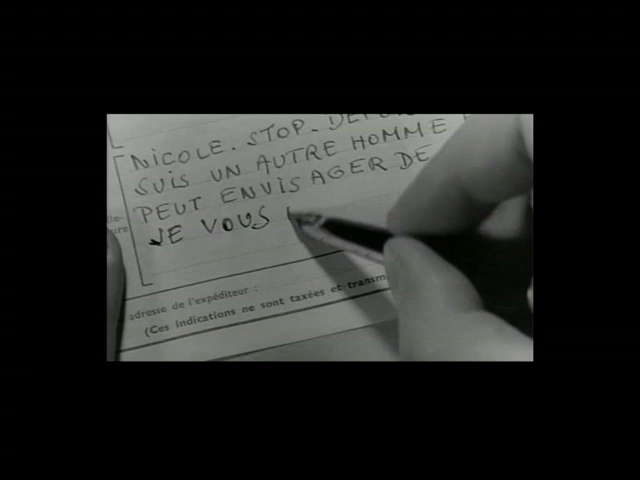 NICOLE. STOP.
SUIS UN AUTRE HOMME
PEUT ENVISAGER DE
JE VOUS
adresse de l'expéditeur :
(Ces indications ne sont taxées et